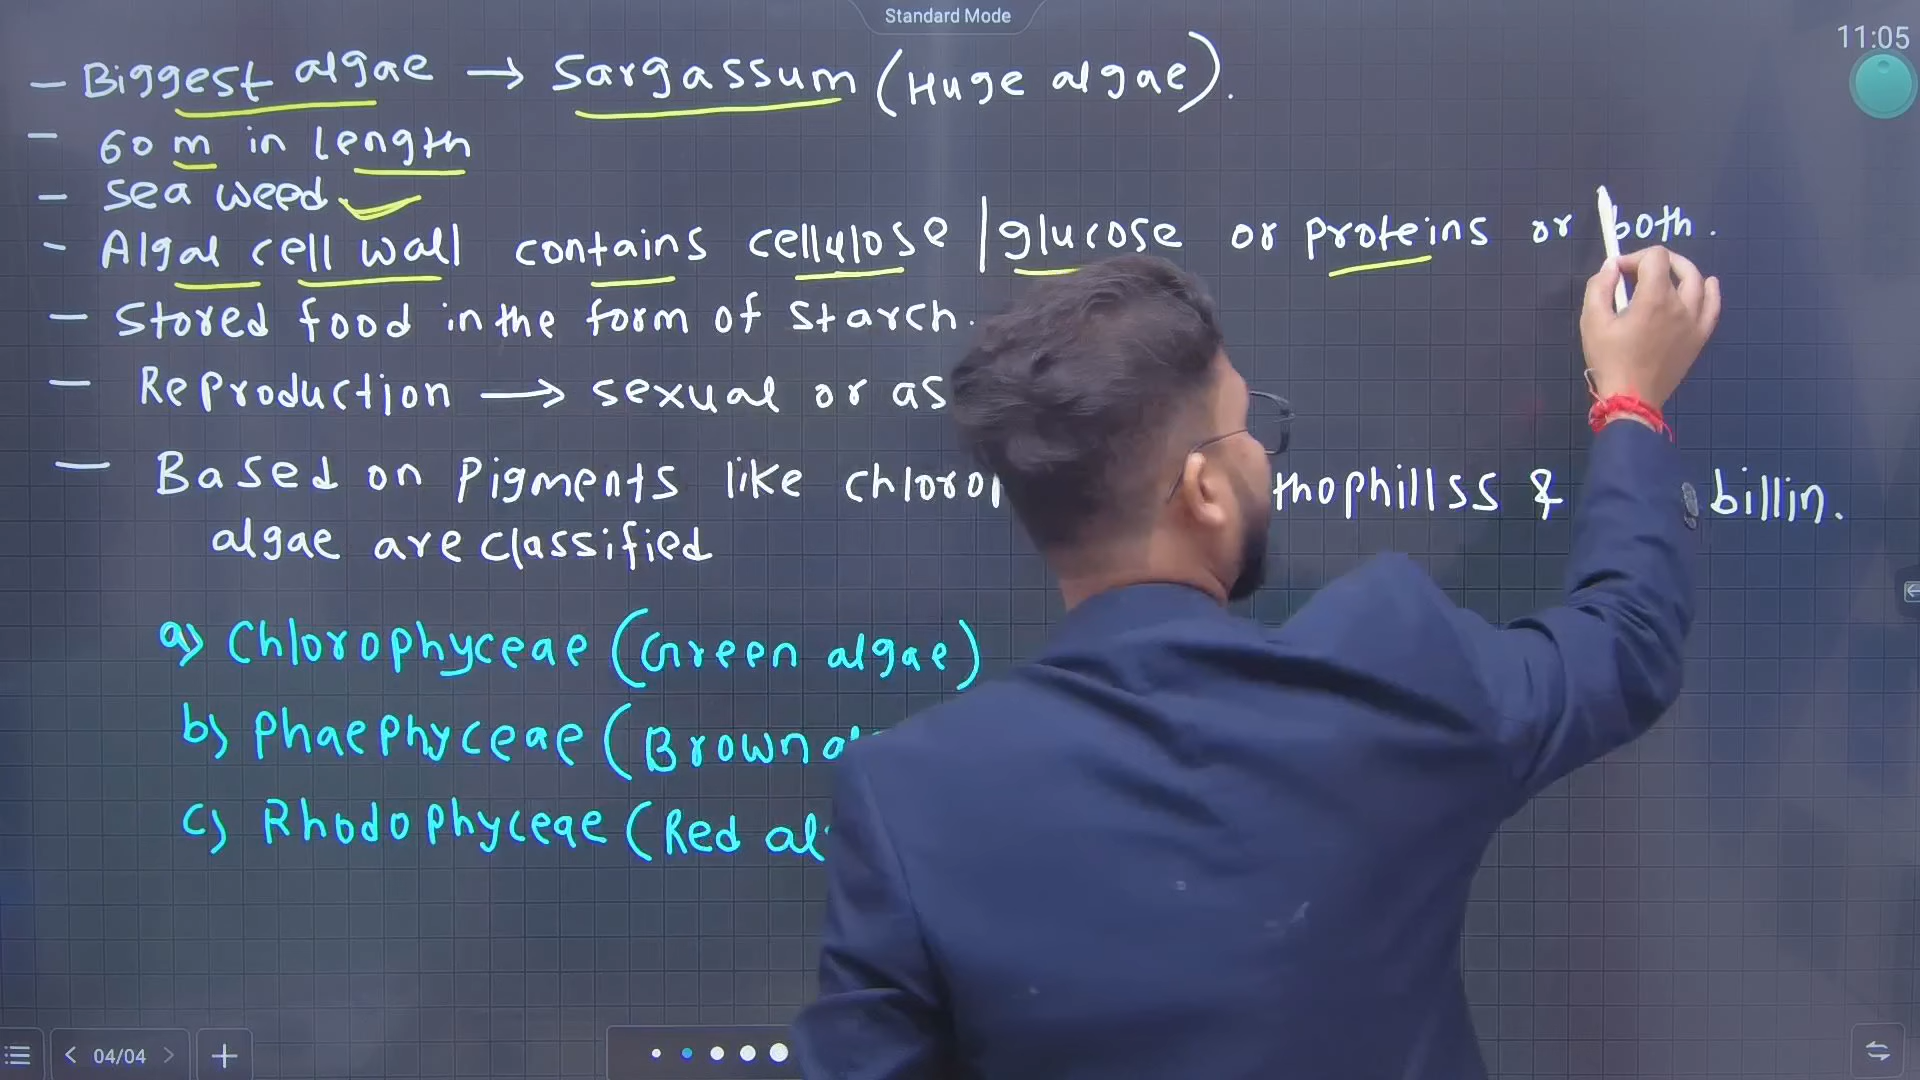 Standard Mode
11:05
– Biggest algae → Sargassum (Huge algae).
– 60 m in length
– Sea weed
– Algal cell wall contains cellulose | glucose or proteins or both.
– Stored food in the form of starch.
– Reproduction → sexual or as
– Based on pigments like chlorop thophillss & billin.
algae are classified
a) Chlorophyceae (Green algae)
b) Phaephyceae (Brown al
c) Rhodophyceae (Red al
04/04